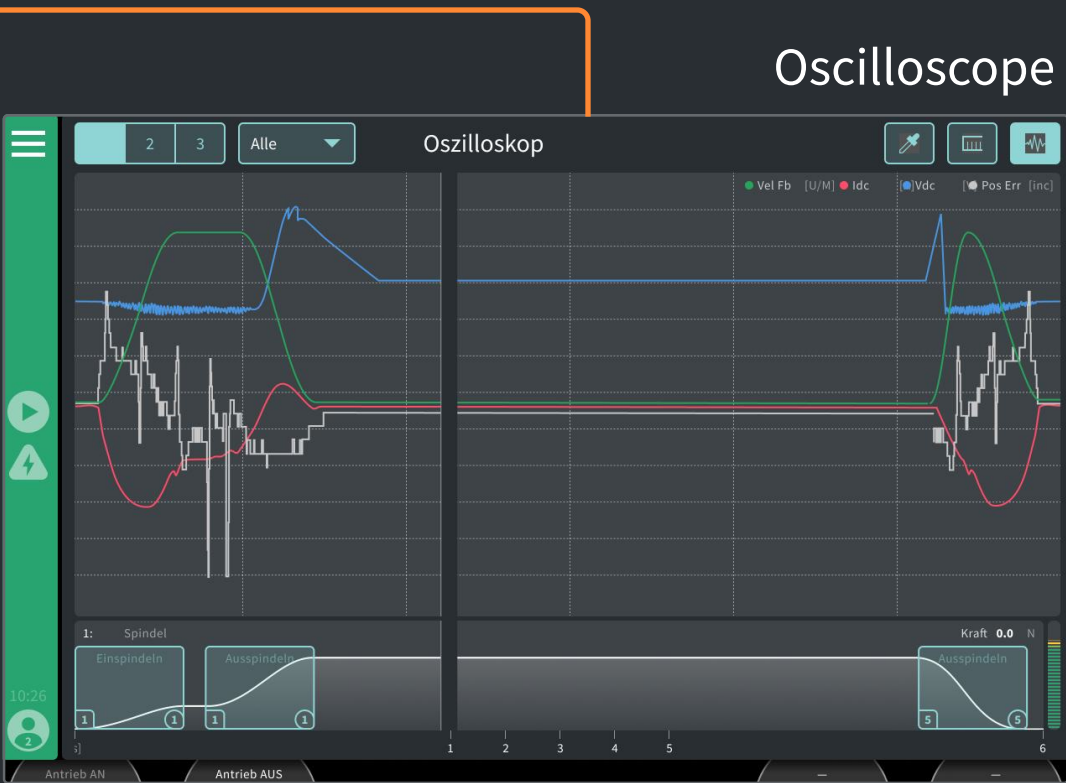 Oscilloscope
2 3 Alle Oszilloskop
Vel Fb [U/M] Idc Vdc Pos Err [inc]
1: Spindel Kraft 0.0 N
Einspindeln Ausspindeln Ausspindeln
10:26
1 1 1 1 5 5
2
s]
1 2 3 4 5 6
Antrieb AN Antrieb AUS – –